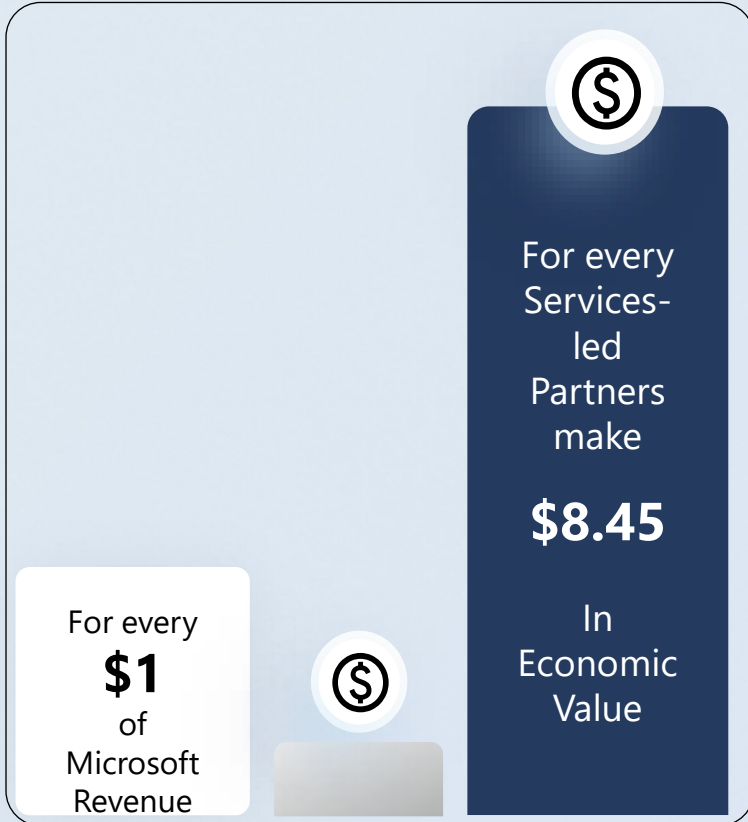 For every
$1
of
Microsoft
Revenue
$
$
For every
Services-
led
Partners
make
$8.45
In
Economic
Value